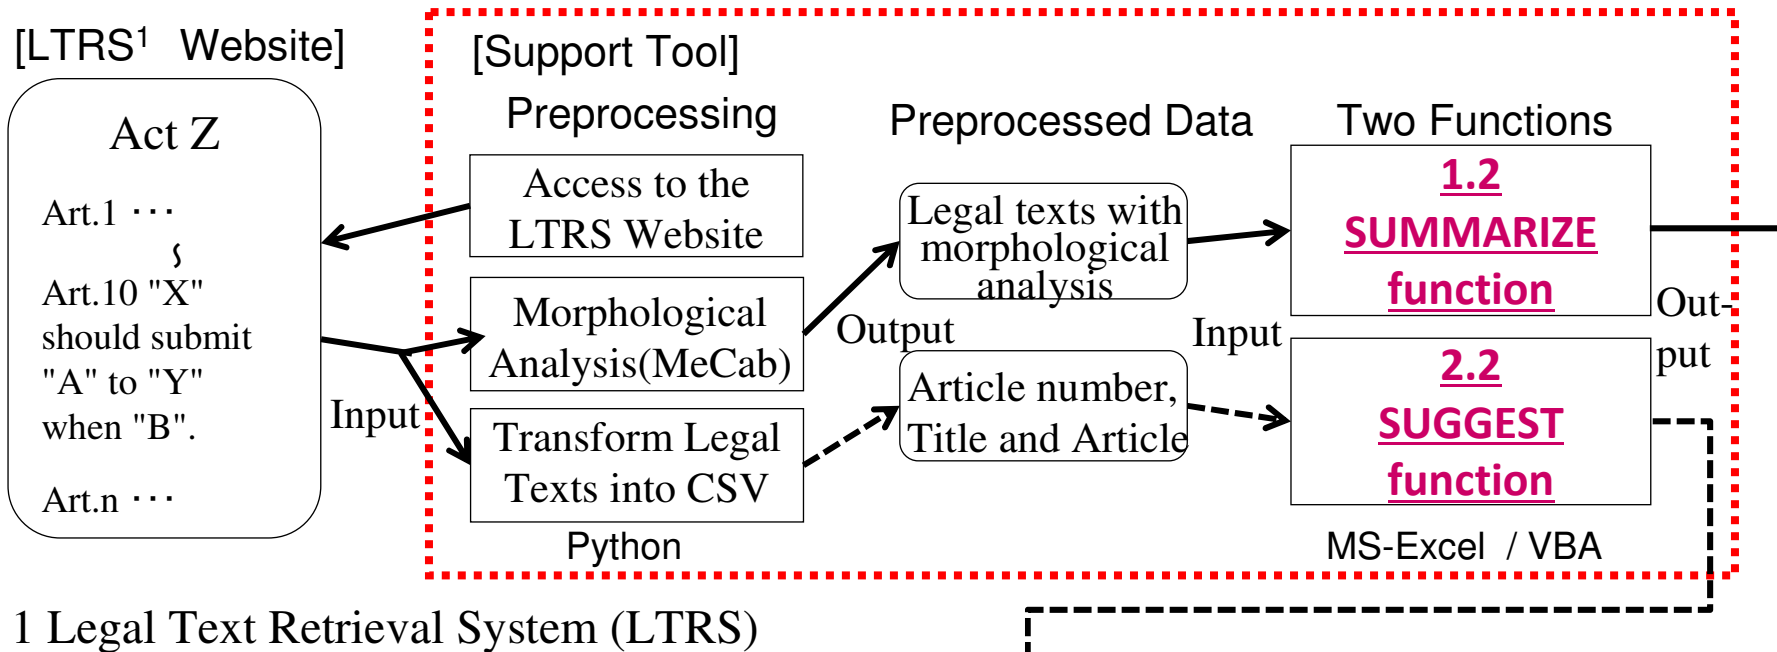 [LTRS1 Website]
Act Z
Art.1 ···
~
Art.10 "X"
should submit
"A" to "Y"
when "B".
Art.n ···
Input
[Support Tool]
Preprocessing
Access to the
LTRS Website
Morphological
Analysis(MeCab)
Transform Legal
Texts into CSV
Python
Output
Preprocessed Data
Legal texts with
morphological
analysis
Article number,
Title and Article
Input
Two Functions
1.2
SUMMARIZE
function
2.2
SUGGEST
function
MS-Excel / VBA
Out-
put
1 Legal Text Retrieval System (LTRS)